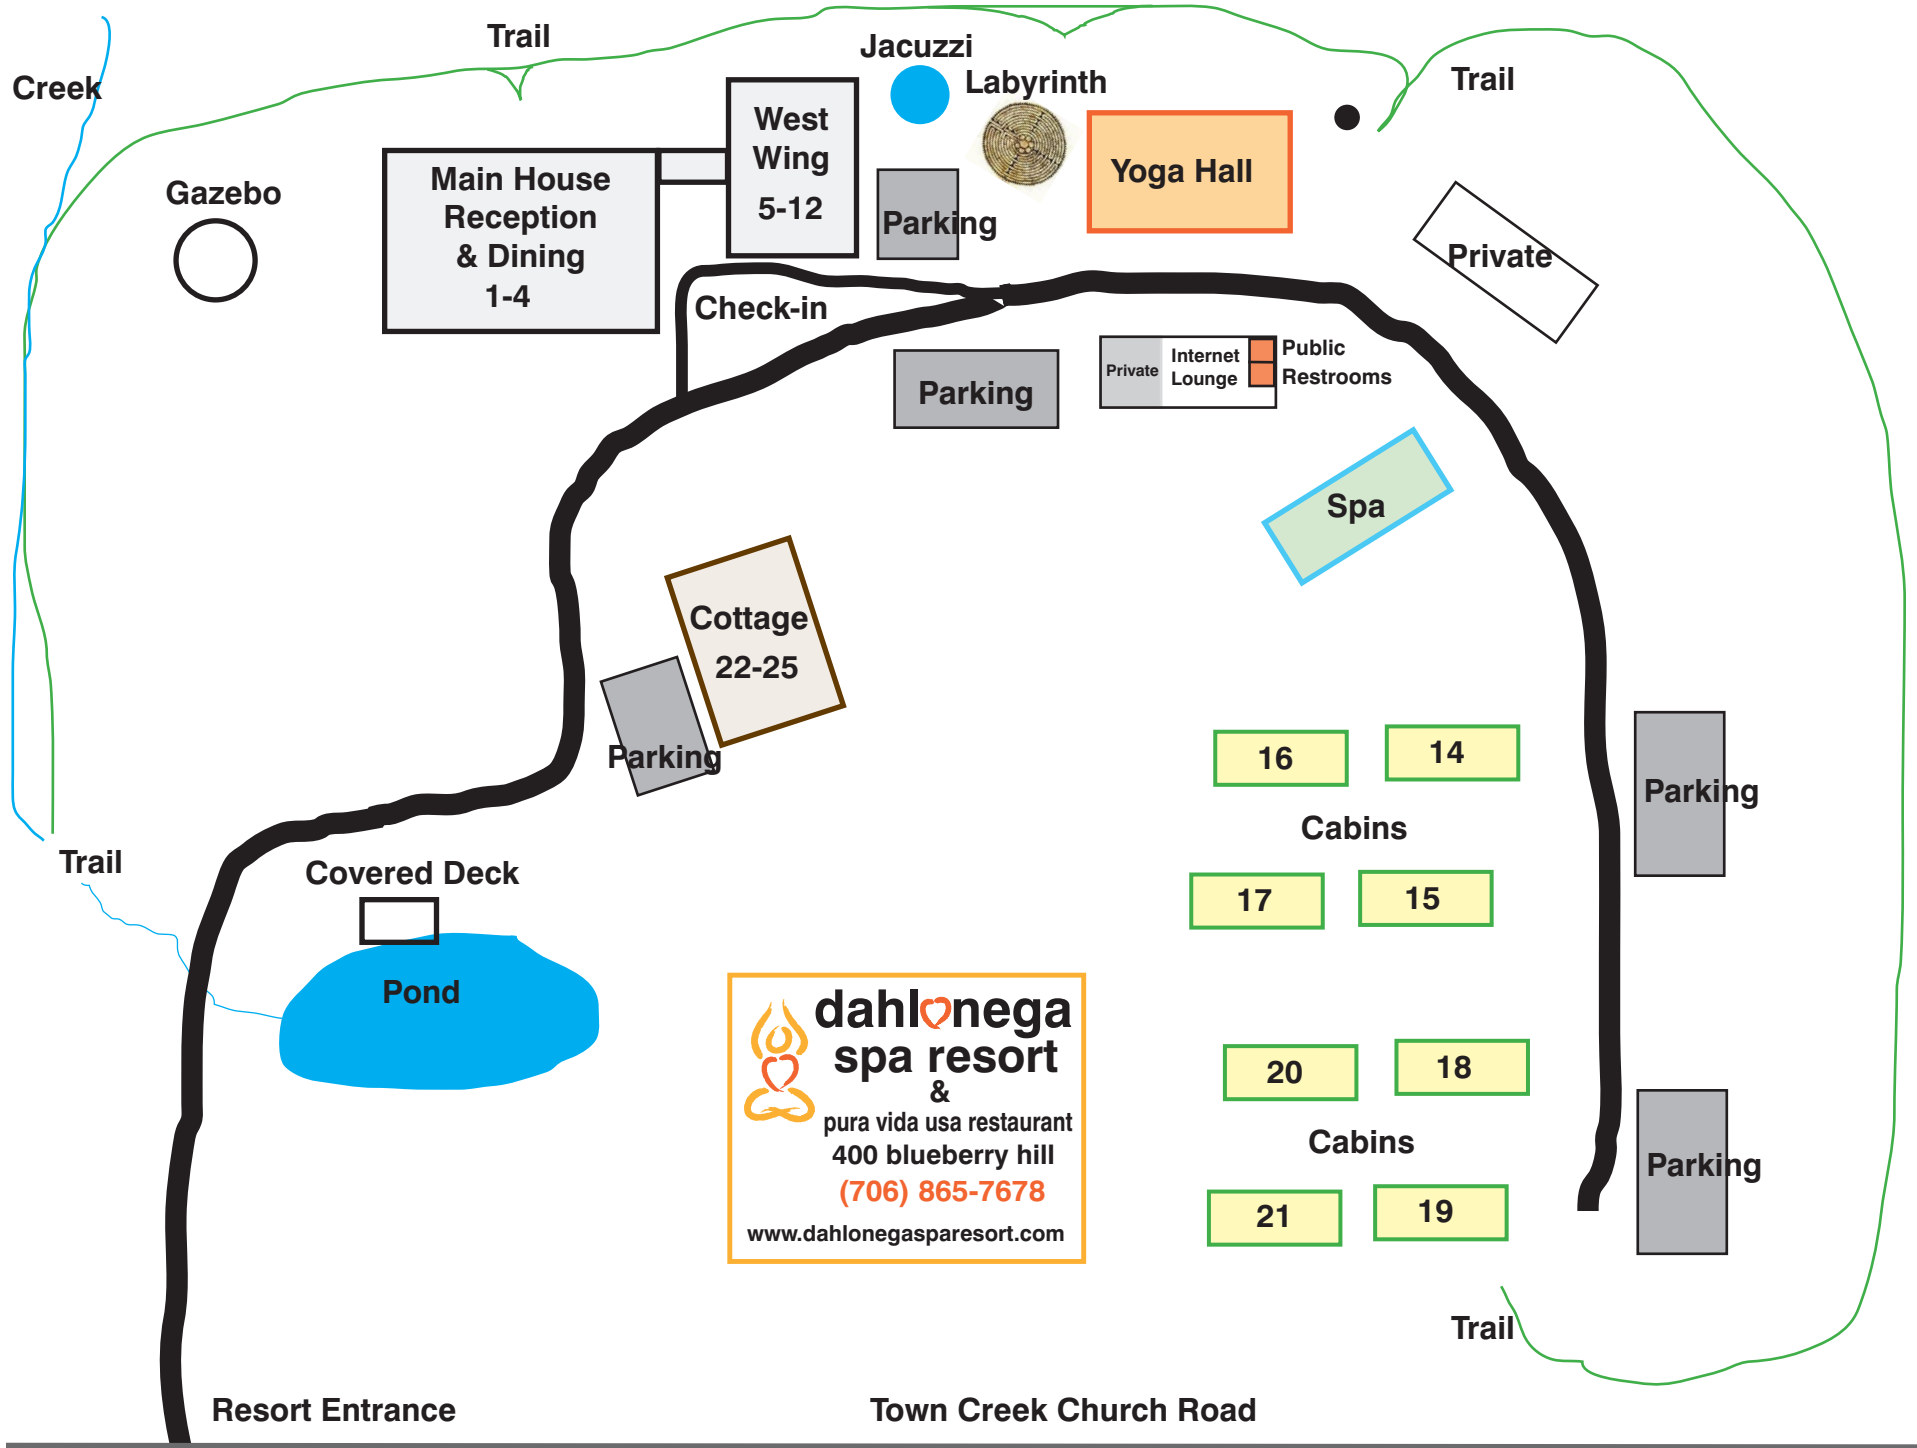 Trail
Creek
Jacuzzi
Labyrinth
Trail
West
Wing
5-12
Gazebo
Main House
Reception
& Dining
1-4
Parking
Yoga Hall
Private
Check-in
Parking
Private
Internet
Lounge
Public
Restrooms
Spa
Cottage
22-25
Parking
16
14
Parking
Cabins
17
15
Trail
Covered Deck
Pond
dahlonega
spa resort
&
pura vida usa restaurant
400 blueberry hill
(706) 865-7678
www.dahlonegasparesort.com
20
18
Cabins
Parking
21
19
Trail
Resort Entrance
Town Creek Church Road